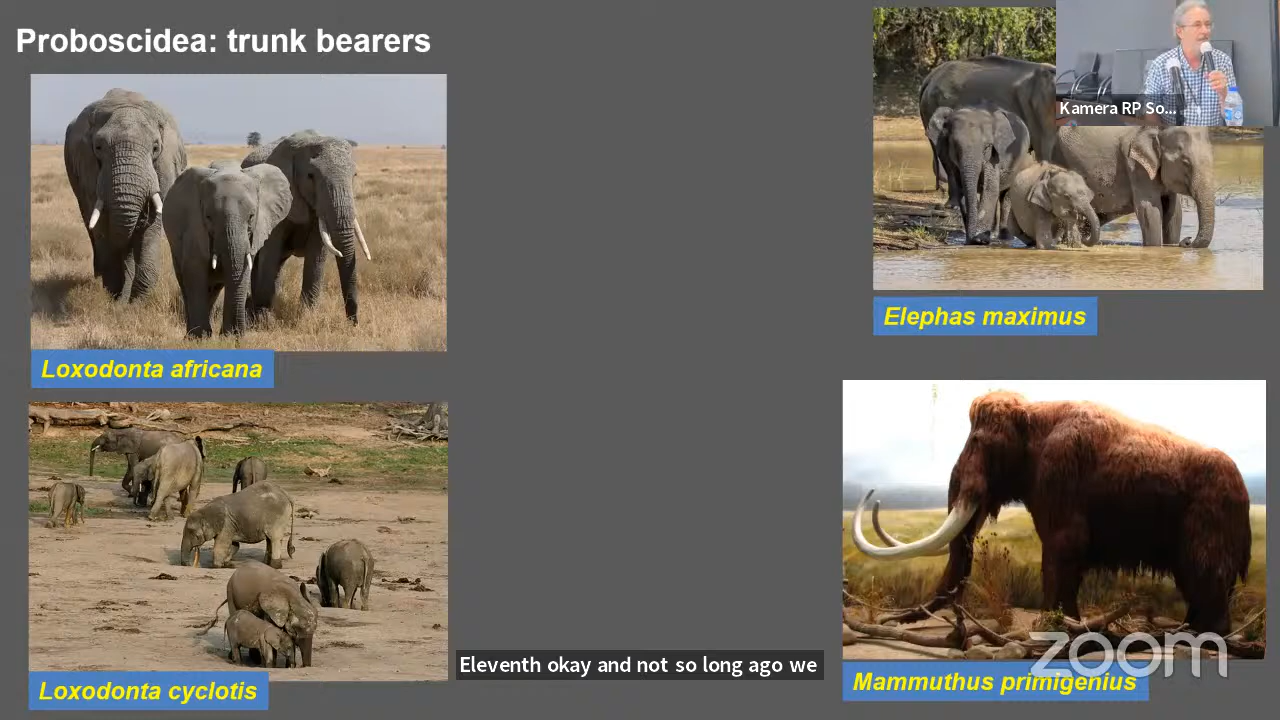 Proboscidea: trunk bearers
Kamera RP So...
Elephas maximus
Loxodonta africana
Loxodonta cyclotis
Eleventh okay and not so long ago we
zoom
Mammuthus primigenius